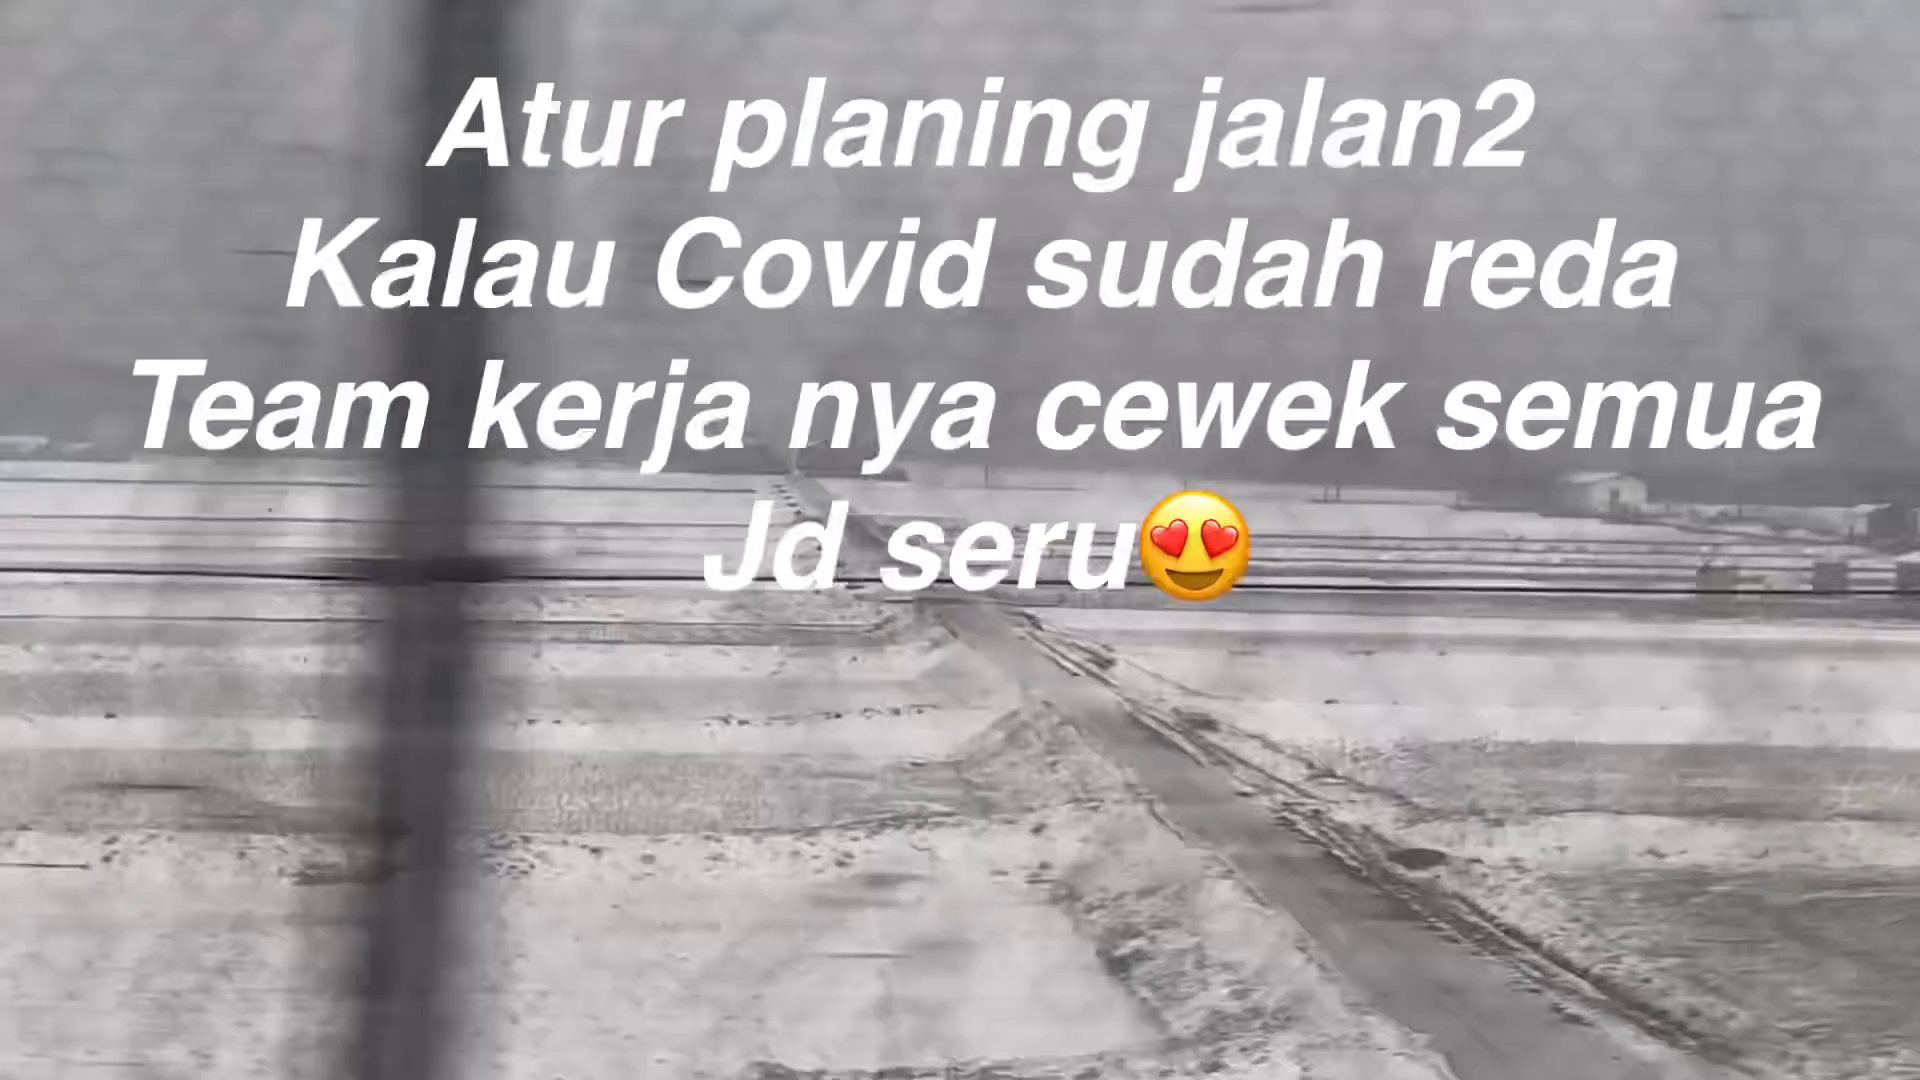 Atur planing jalan2
Kalau Covid sudah reda
Team kerja nya cewek semua
Jd seru😍